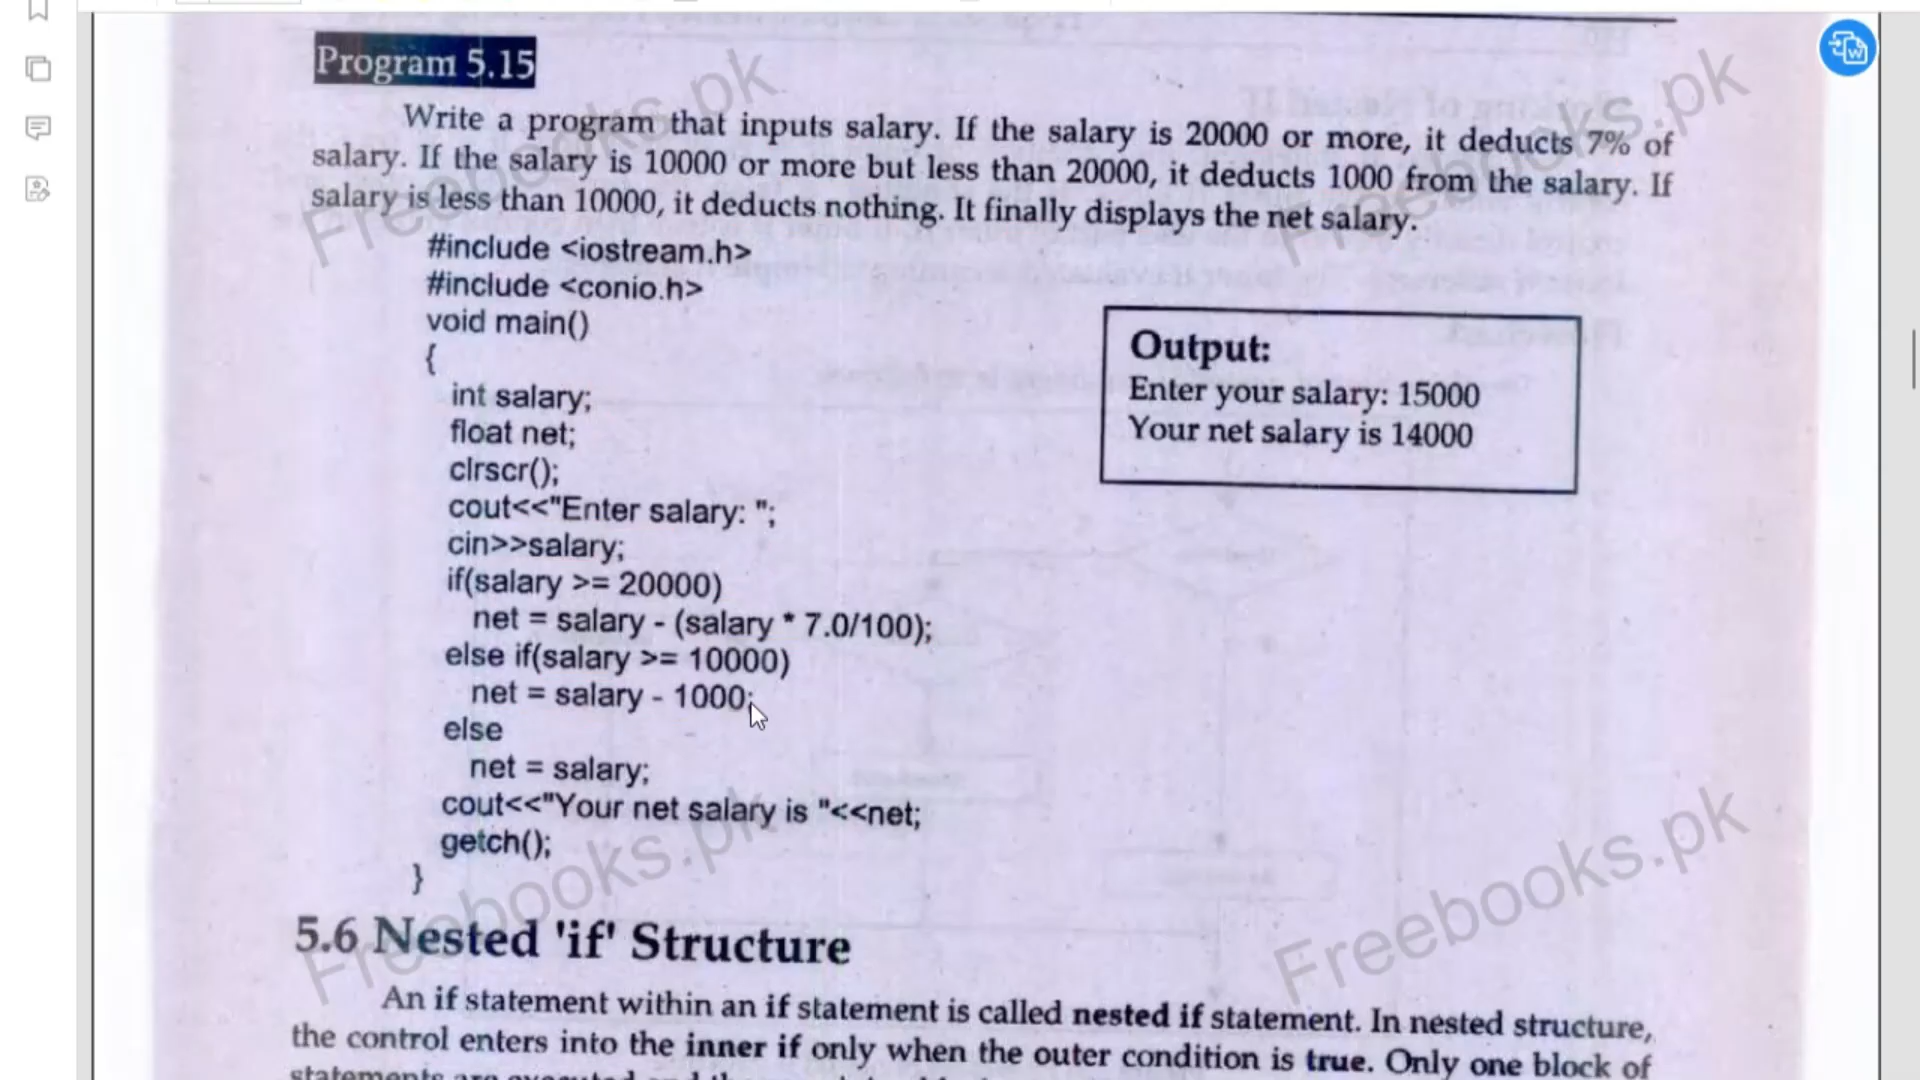 Program 5.15
Write a program that inputs salary. If the salary is 20000 or more, it deducts 7% of
salary. If the salary is 10000 or more but less than 20000, it deducts 1000 from the salary. If
salary is less than 10000, it deducts nothing. It finally displays the net salary.
#include <iostream.h>
#include <conio.h>
void main()
{
int salary;
float net;
clrscr();
cout<<"Enter salary: ";
cin>>salary;
if(salary >= 20000)
net = salary - (salary * 7.0/100);
else if(salary >= 10000)
net = salary - 1000;
else
net = salary;
cout<<"Your net salary is "<<net;
getch();
}
Output:
Enter your salary: 15000
Your net salary is 14000
5.6 Nested 'if' Structure
An if statement within an if statement is called nested if statement. In nested structure,
the control enters into the inner if only when the outer condition is true. Only one block of
statements are executed and the
Freebooks.pk
Freebooks.pk
Freebooks.pk
Freebooks.pk